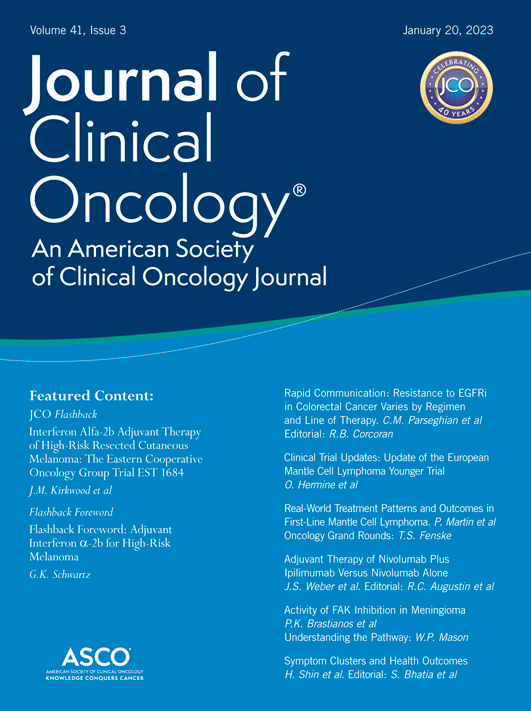 Volume 41, Issue 3
January 20, 2023
Journal of
Clinical
Oncology®
An American Society
of Clinical Oncology Journal
CELEBRATING
JCO
40 YEARS
Featured Content:
JCO Flashback
Interferon Alfa-2b Adjuvant Therapy
of High-Risk Resected Cutaneous
Melanoma: The Eastern Cooperative
Oncology Group Trial EST 1684
J.M. Kirkwood et al
Flashback Foreword
Flashback Foreword: Adjuvant
Interferon α-2b for High-Risk
Melanoma
G.K. Schwartz
Rapid Communication: Resistance to EGFRi
in Colorectal Cancer Varies by Regimen
and Line of Therapy. C.M. Parseghian et al
Editorial: R.B. Corcoran
Clinical Trial Updates: Update of the European
Mantle Cell Lymphoma Younger Trial
O. Hermine et al
Real-World Treatment Patterns and Outcomes in
First-Line Mantle Cell Lymphoma. P. Martin et al
Oncology Grand Rounds: T.S. Fenske
Adjuvant Therapy of Nivolumab Plus
Ipilimumab Versus Nivolumab Alone
J.S. Weber et al. Editorial: R.C. Augustin et al
Activity of FAK Inhibition in Meningioma
P.K. Brastianos et al
Understanding the Pathway: W.P. Mason
Symptom Clusters and Health Outcomes
H. Shin et al. Editorial: S. Bhatia et al
ASCO®
AMERICAN SOCIETY OF CLINICAL ONCOLOGY
KNOWLEDGE CONQUERS CANCER